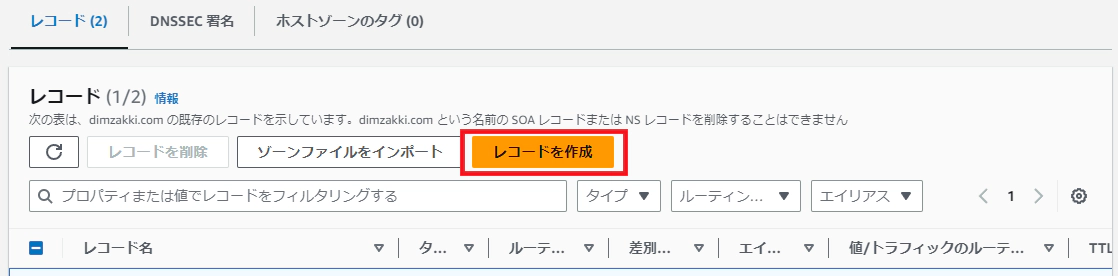 レコード (2) DNSSEC 署名 ホストゾーンのタグ (0)
レコード (1/2) 情報
次の表は、dimzakki.com の既存のレコードを示しています。dimzakki.com という名前の SOA レコードまたは NS レコードを削除することはできません
レコードを削除 ゾーンファイルをインポート レコードを作成
プロパティまたは値でレコードをフィルタリングする タイプ ルーティン... エイリアス 1
レコード名 タ... ルーテ... 差別... エイ... 値/トラフィックのルーテ... TTL